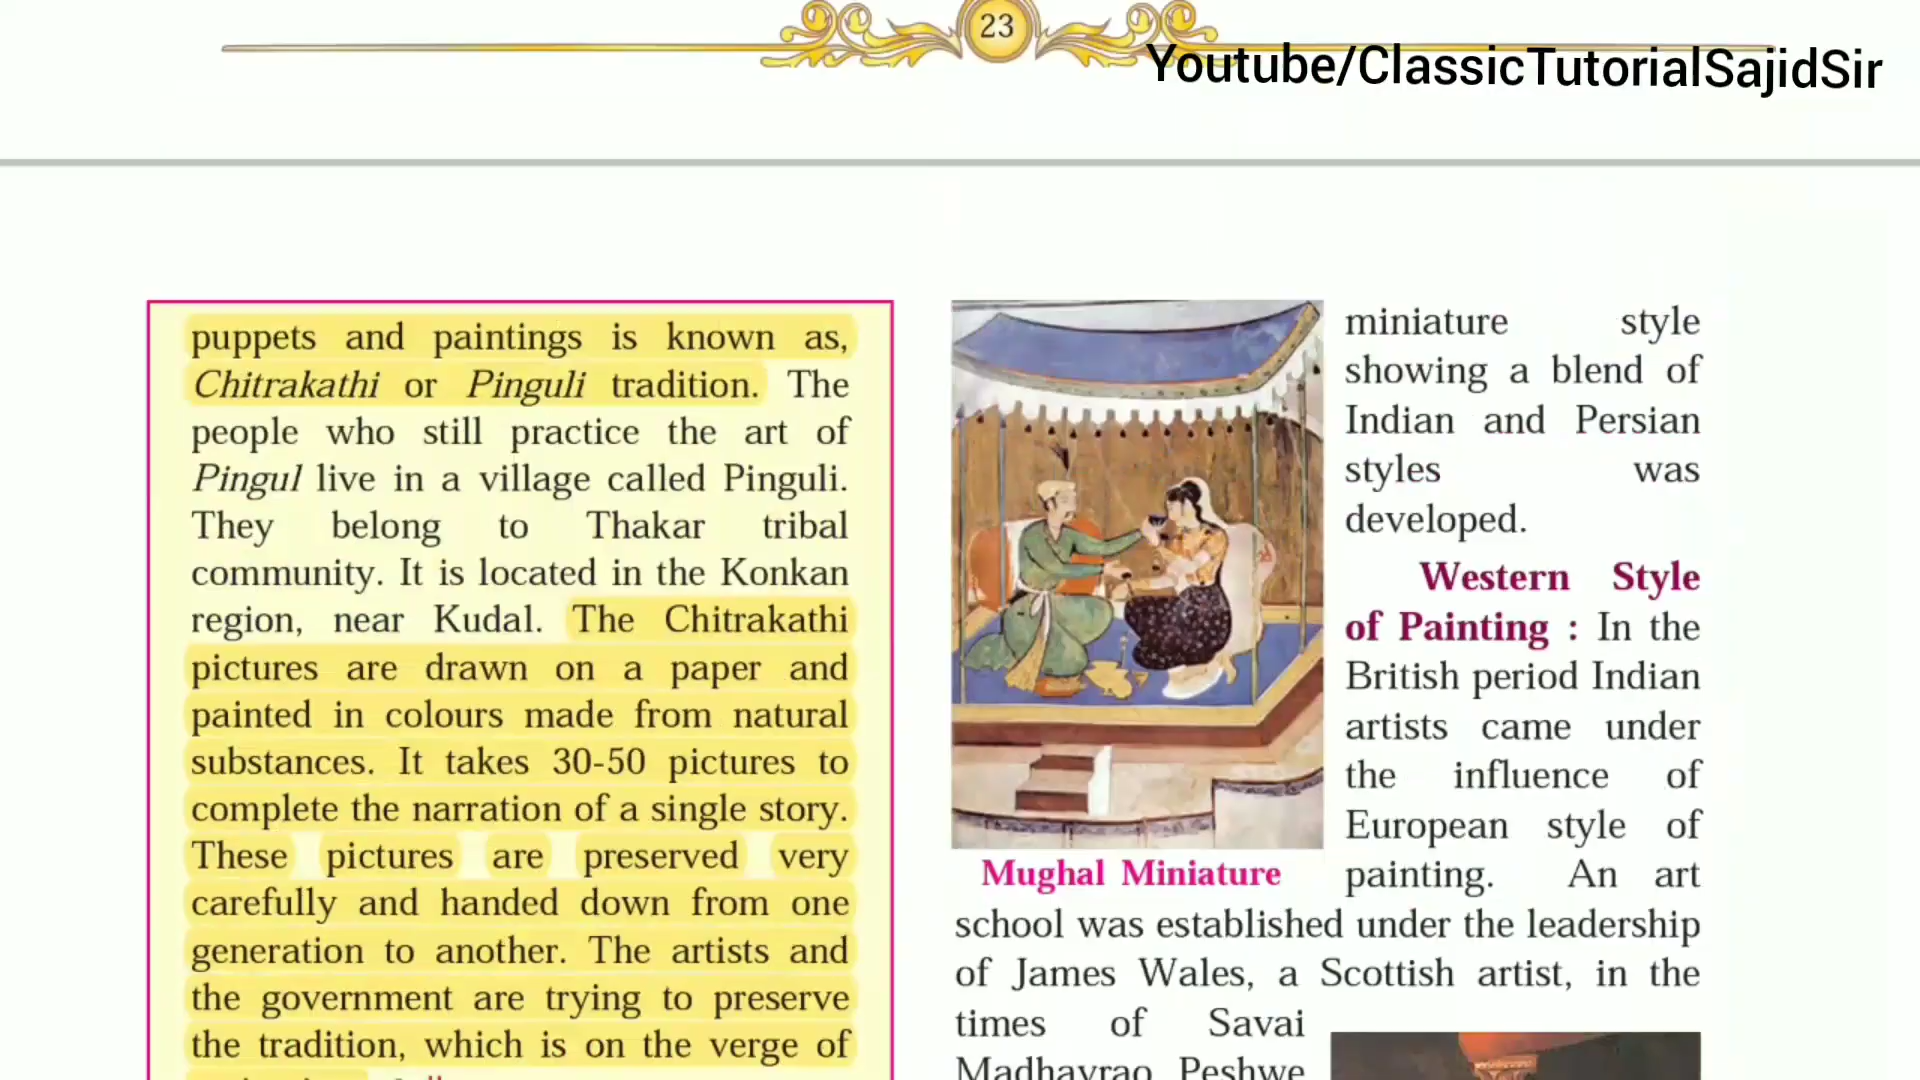 23
Youtube/ClassicTutorialSajidSir
puppets and paintings is known as,
Chitrakathi or Pinguli tradition. The
people who still practice the art of
Pingul live in a village called Pinguli.
They belong to Thakar tribal
community. It is located in the Konkan
region, near Kudal. The Chitrakathi
pictures are drawn on a paper and
painted in colours made from natural
substances. It takes 30-50 pictures to
complete the narration of a single story.
These pictures are preserved very
carefully and handed down from one
generation to another. The artists and
the government are trying to preserve
the tradition, which is on the verge of
miniature style
showing a blend of
Indian and Persian
styles was
developed.
Western Style
of Painting : In the
British period Indian
artists came under
the influence of
European style of
painting. An art
Mughal Miniature
school was established under the leadership
of James Wales, a Scottish artist, in the
times of Savai
Madhavrao Peshwe